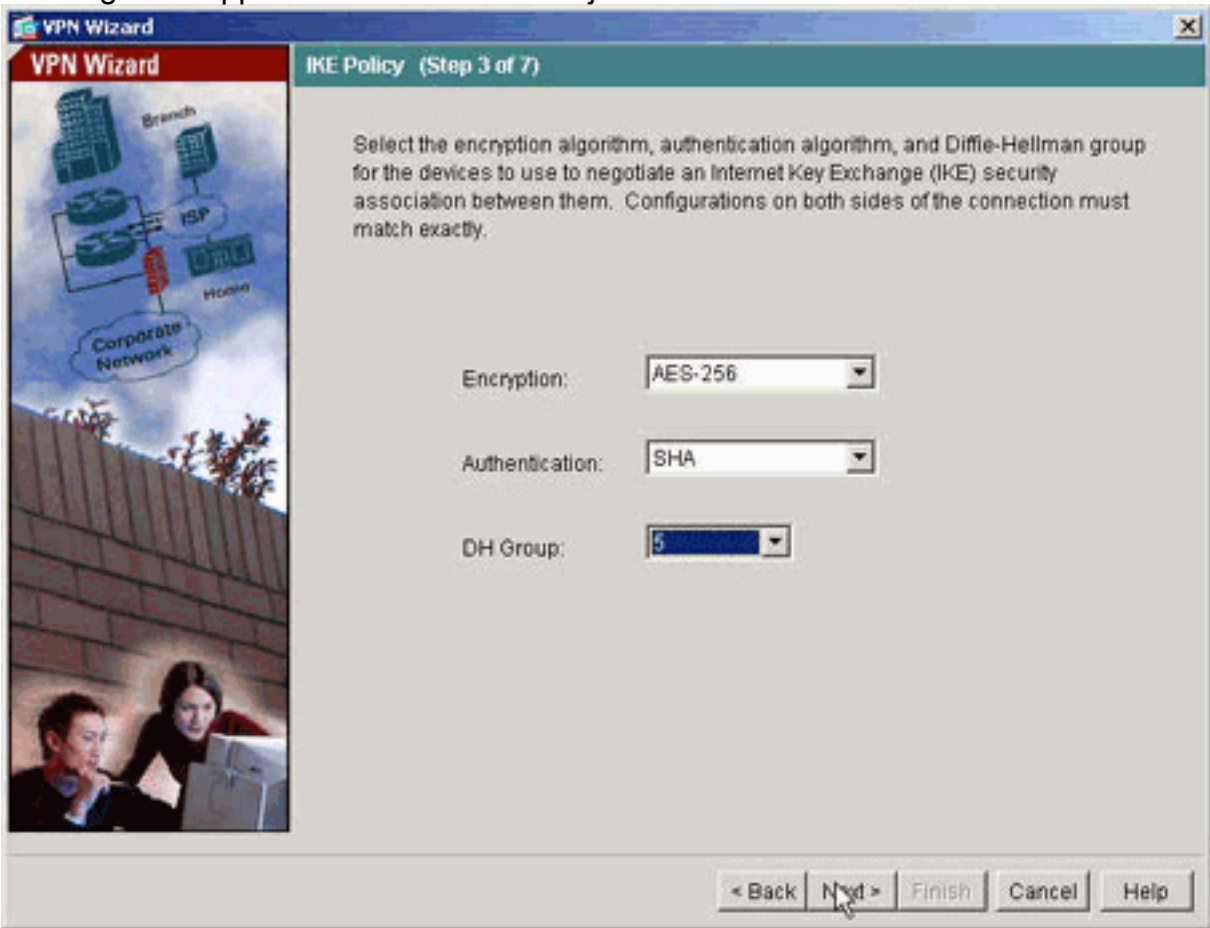 VPN Wizard
VPN Wizard
IKE Policy (Step 3 of 7)
Branch
ISP
Home
Corporate
Network
Select the encryption algorithm, authentication algorithm, and Diffie-Hellman group
for the devices to use to negotiate an Internet Key Exchange (IKE) security
association between them. Configurations on both sides of the connection must
match exactly.
Encryption: AES-256
Authentication: SHA
DH Group: 5
< Back Next > Finish Cancel Help